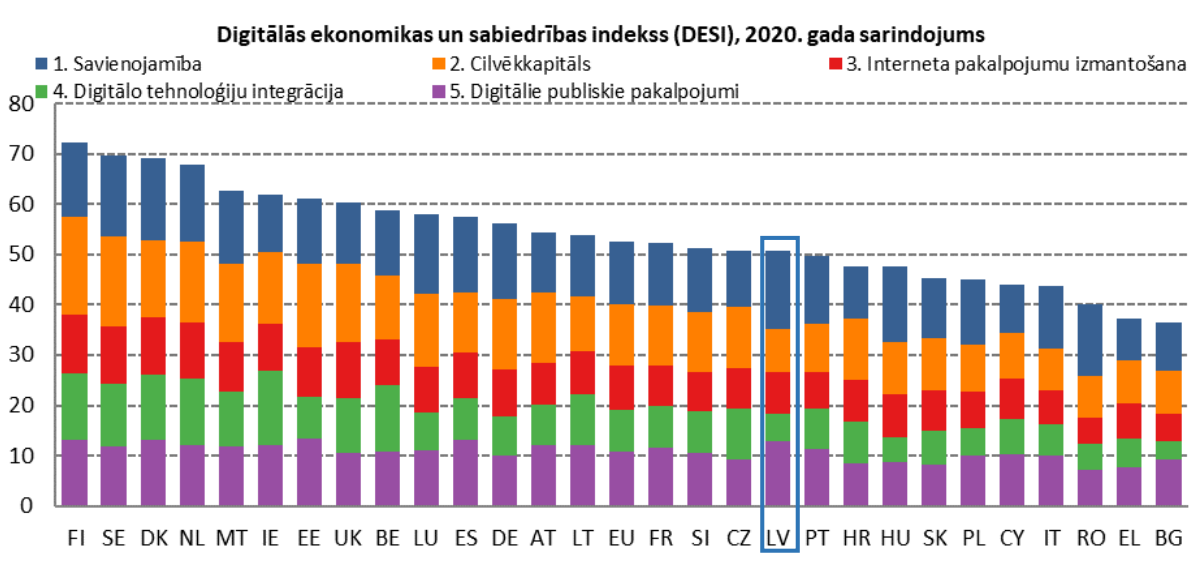 Digitālās ekonomikas un sabiedrības indekss (DESI), 2020. gada sarindojums
1. Savienojamība 2. Cilvēkkapitāls 3. Interneta pakalpojumu izmantošana
4. Digitālo tehnoloģiju integrācija 5. Digitālie publiskie pakalpojumi
80
70
60
50
40
30
20
10
0
FI SE DK NL MT IE EE UK BE LU ES DE AT LT EU FR SI CZ LV PT HR HU SK PL CY IT RO EL BG